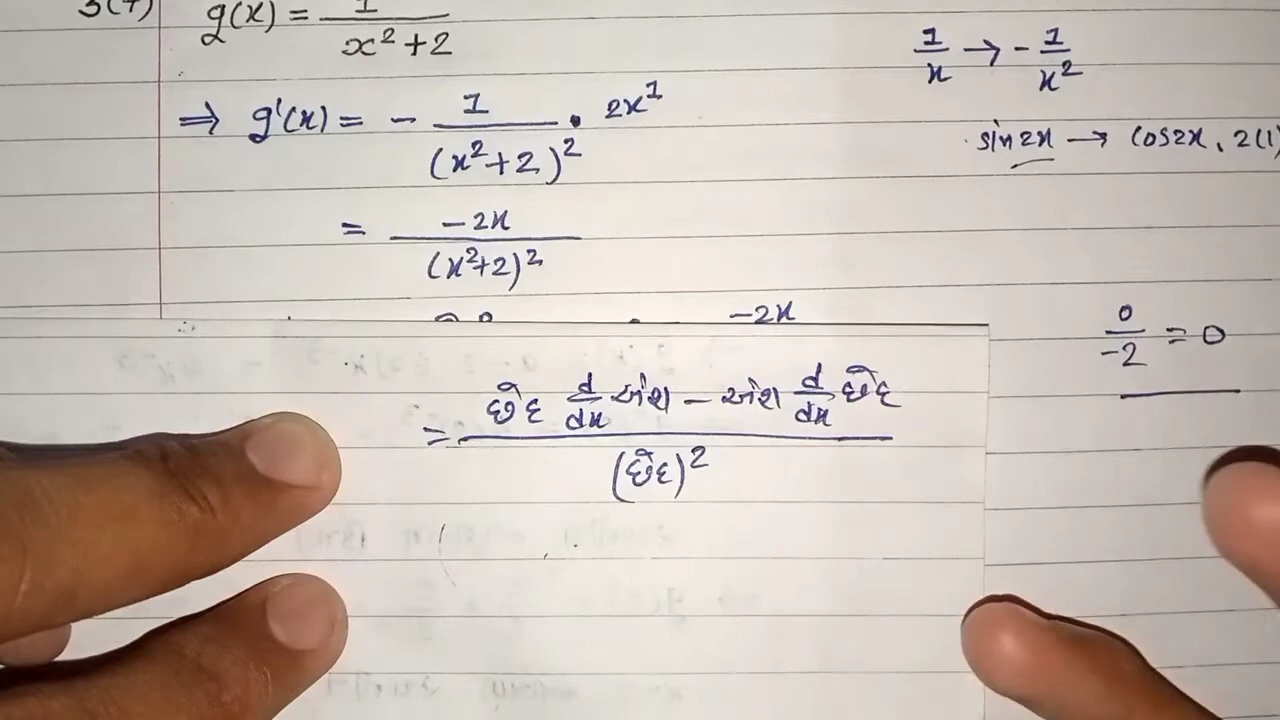 3(7) g(x) = 1/(x²+2)
1/x → -1/x²
⇒ g'(x) = - 1/(x²+2)² · 2x¹
sin2x → cos2x . 2(1)
= -2x/(x²+2)²
-2x
0/-2 = 0
= (છેદ d/dx અંશ - અંશ d/dx છેદ)/(છેદ)²